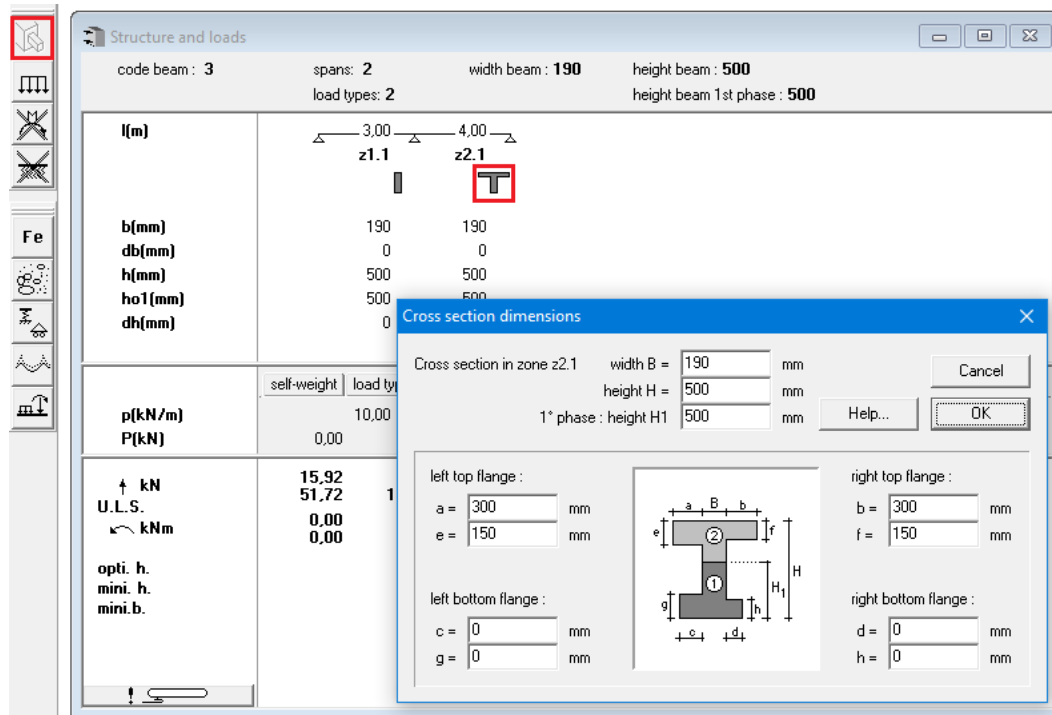 Structure and loads
code beam : 3 spans: 2 width beam : 190 height beam : 500
load types: 2 height beam 1st phase : 500
l(m) 3,00 4,00
z1.1 z2.1
b(mm) 190 190
db(mm) 0 0
h(mm) 500 500
ho1(mm) 500 500
dh(mm) 0
Fe
self-weight load
p(kN/m) 10,00
P(kN) 0,00
kN 15,92
U.L.S. 51,72 1
kNm 0,00
0,00
opti. h.
mini. h.
mini.b.
Cross section dimensions
Cross section in zone z2.1 width B = 190 mm Cancel
height H = 500 mm
1° phase : height H1 500 mm Help... OK
left top flange : right top flange :
a = 300 mm b = 300 mm
e = 150 mm f = 150 mm
left bottom flange : right bottom flange :
c = 0 mm d = 0 mm
g = 0 mm h = 0 mm
a B b
e 2 f
H
1 H1
g h
c d